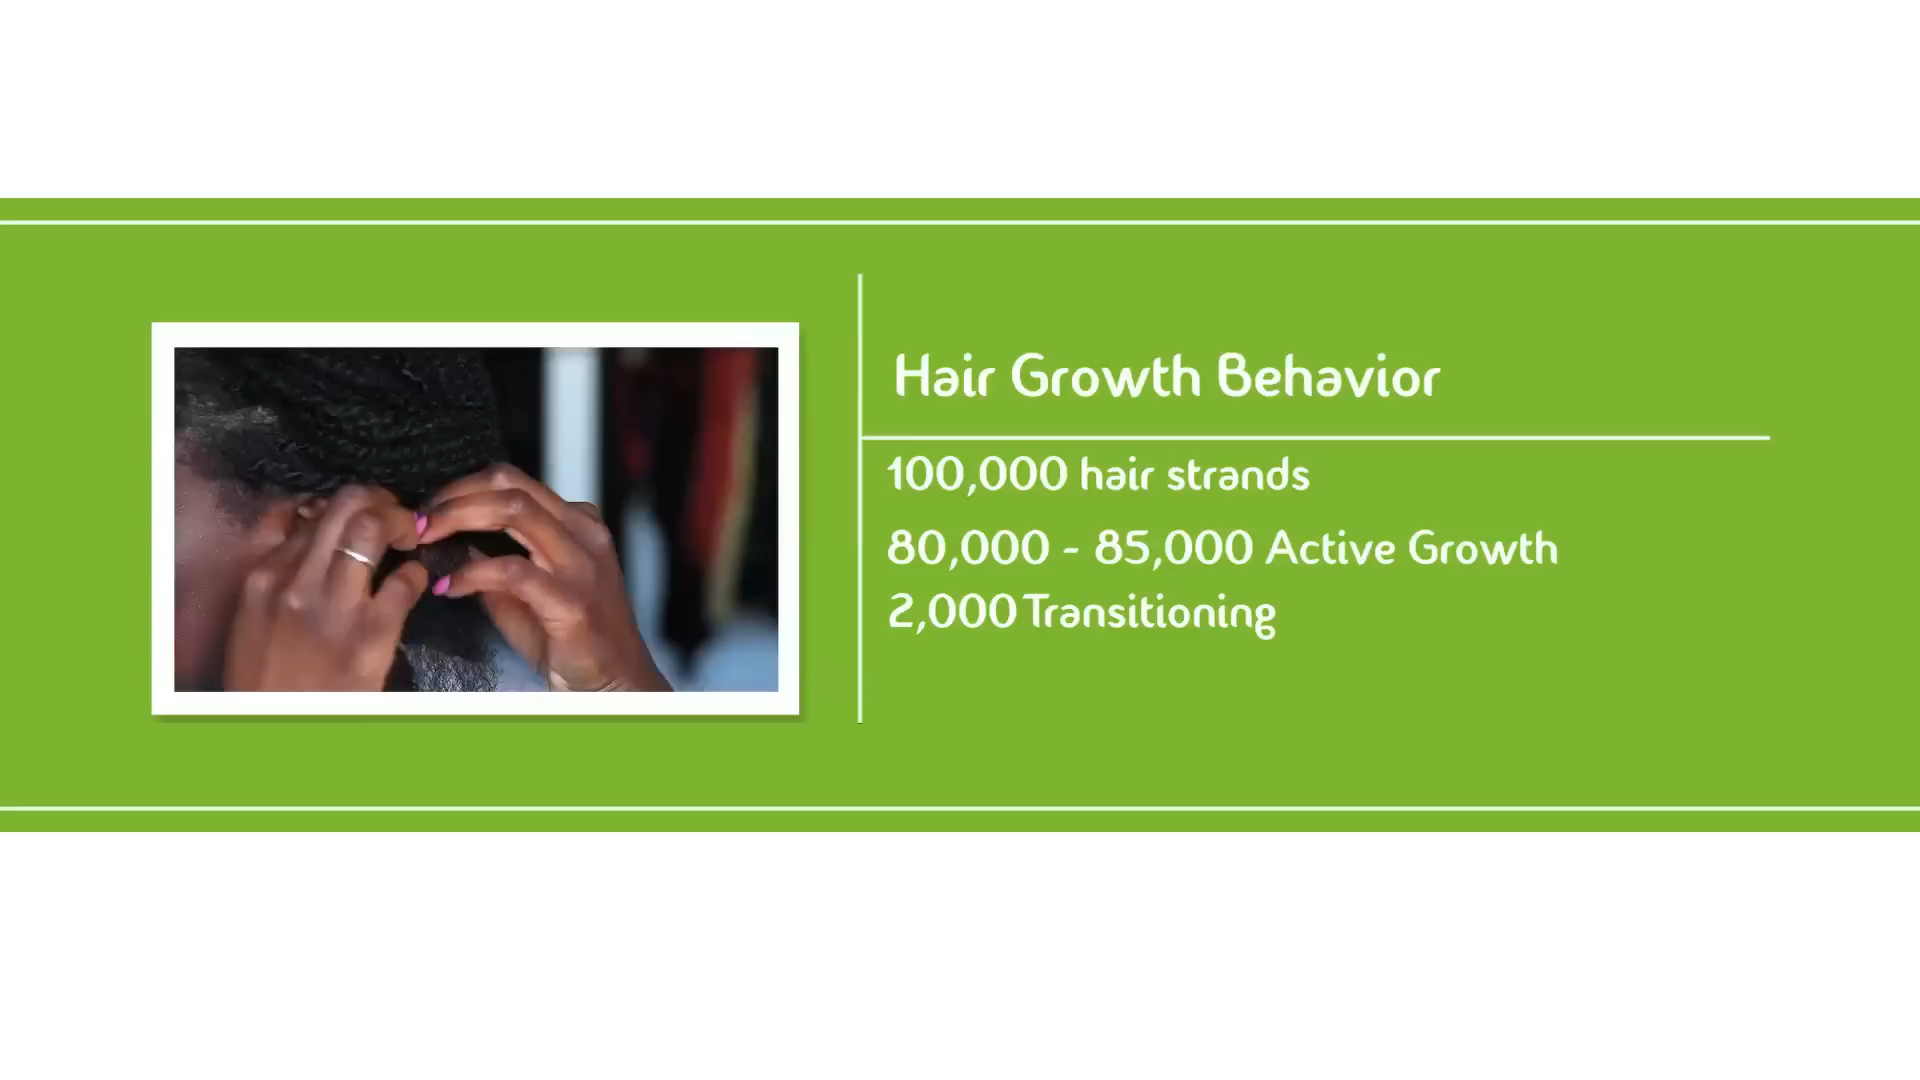 Hair Growth Behavior
100,000 hair strands
80,000 - 85,000 Active Growth
2,000 Transitioning